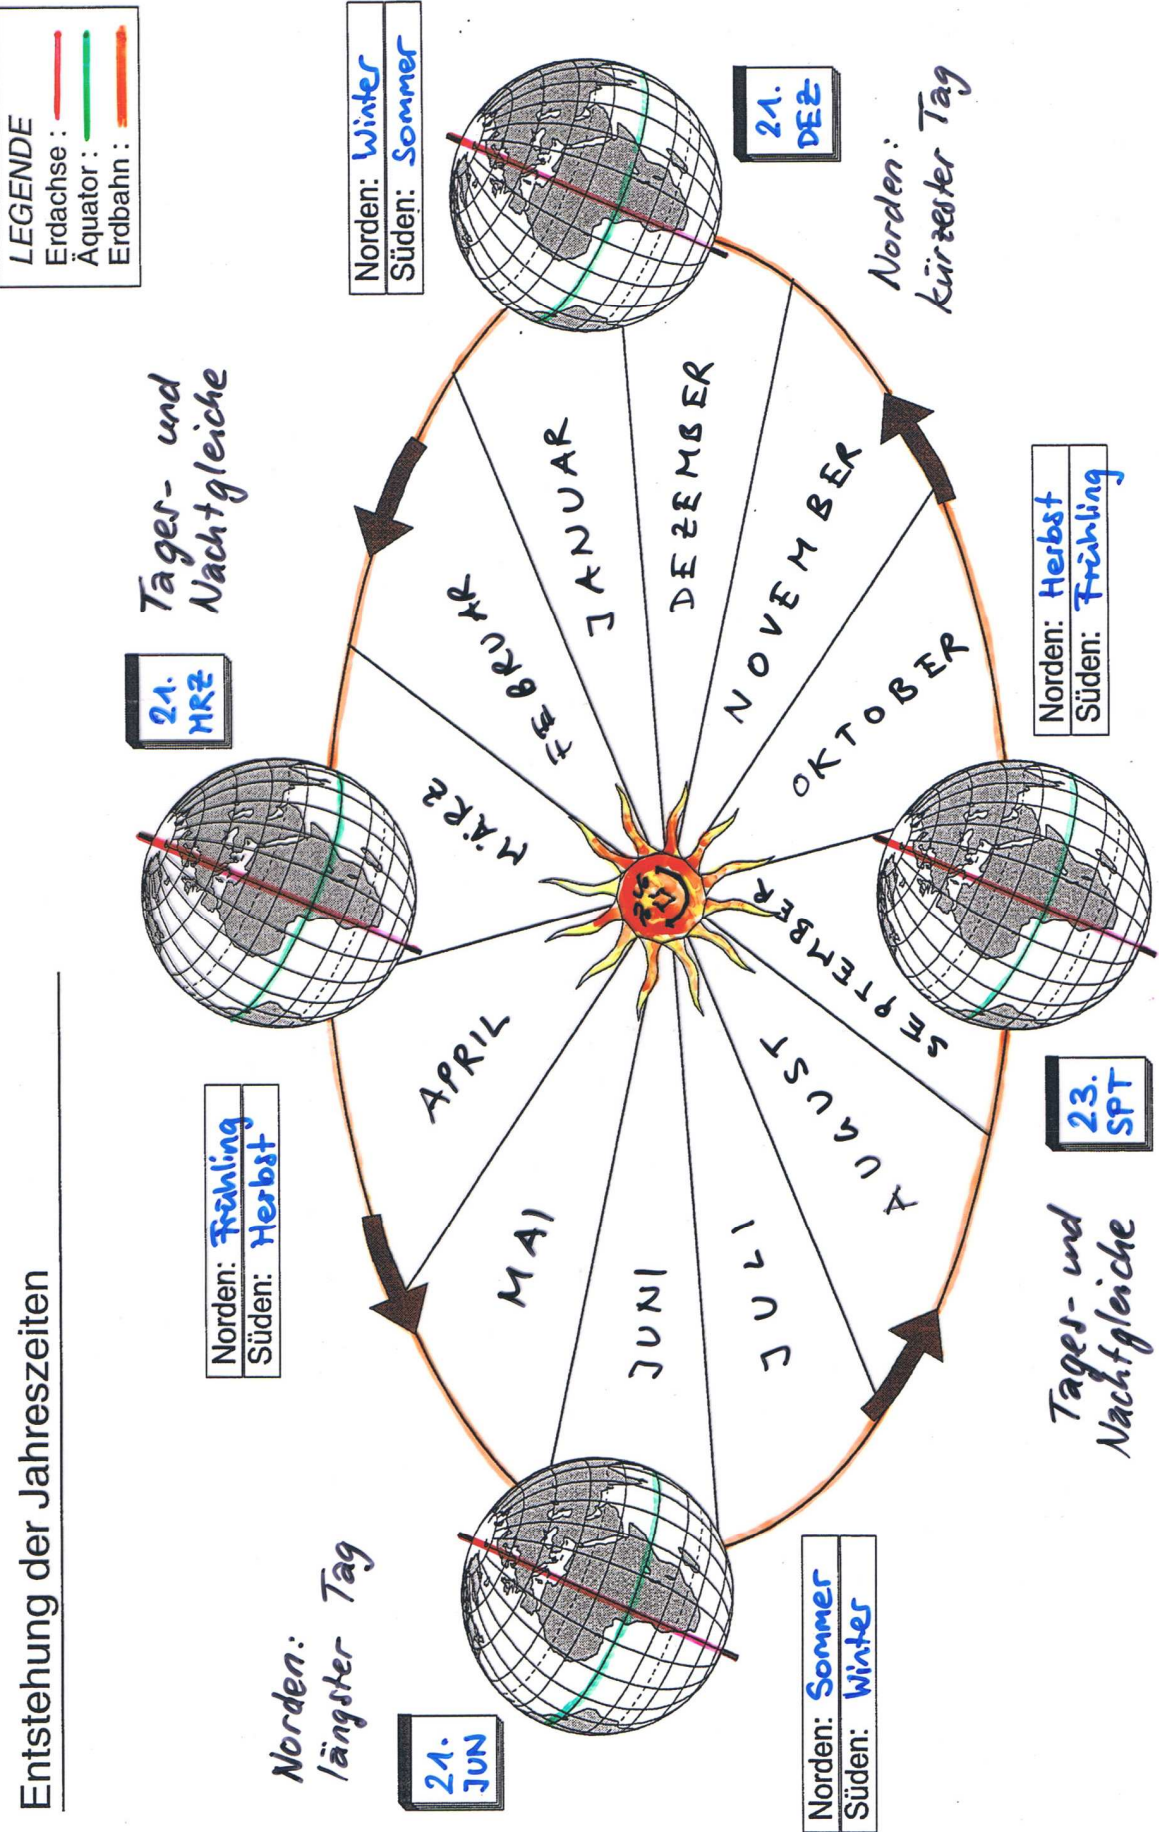 Entstehung der Jahreszeiten
LEGENDE
Erdachse :
Äquator :
Erdbahn :
Norden: Frühling
Süden: Herbst
21.
MRZ
Tages- und
Nachtgleiche
Norden:
längster Tag
21.
JUN
Norden: Winter
Süden: Sommer
21.
DEZ
Norden:
kürzester Tag
APRIL
MÄRZ
FEBRUAR
JANUAR
MAI
JUNI
DEZEMBER
JULI
NOVEMBER
AUGUST
SEPTEMBER
OKTOBER
Norden: Sommer
Süden: Winter
Tages- und
Nachtgleiche
23.
SPT
Norden: Herbst
Süden: Frühling